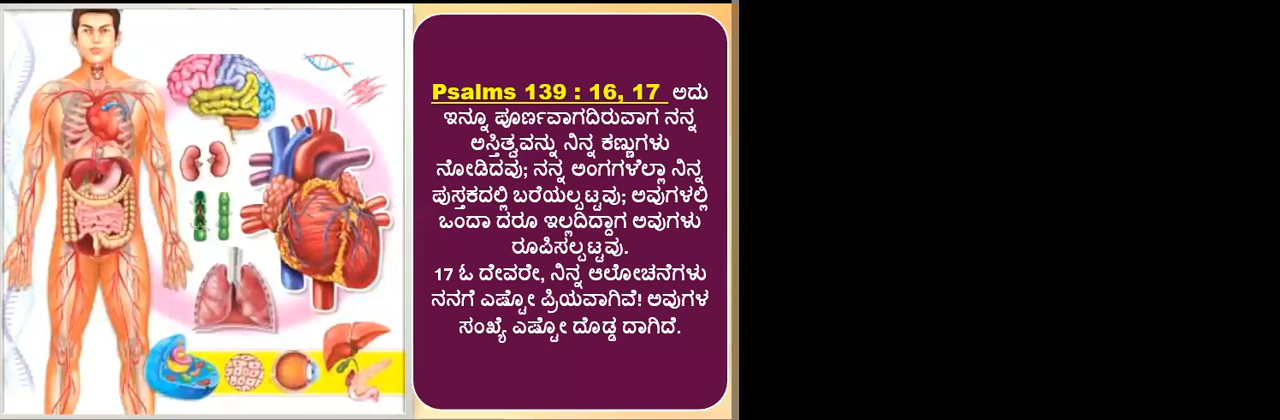 Psalms 139 : 16, 17 ಅದು
ಇನ್ನೂ ಪೂರ್ಣವಾಗದಿರುವಾಗ ನನ್ನ
ಅಸ್ತಿತ್ವವನ್ನು ನಿನ್ನ ಕಣ್ಣುಗಳು
ನೋಡಿದವು; ನನ್ನ ಅಂಗಗಳೆಲ್ಲಾ ನಿನ್ನ
ಪುಸ್ತಕದಲ್ಲಿ ಬರೆಯಲ್ಪಟ್ಟವು; ಅವುಗಳಲ್ಲಿ
ಒಂದಾ ದರೂ ಇಲ್ಲದಿದ್ದಾಗ ಅವುಗಳು
ರೂಪಿಸಲ್ಪಟ್ಟವು.
17 ಓ ದೇವರೇ, ನಿನ್ನ ಆಲೋಚನೆಗಳು
ನನಗೆ ಎಷ್ಟೋ ಪ್ರಿಯವಾಗಿವೆ! ಅವುಗಳ
ಸಂಖ್ಯೆ ಎಷ್ಟೋ ದೊಡ್ಡ ದಾಗಿದೆ.